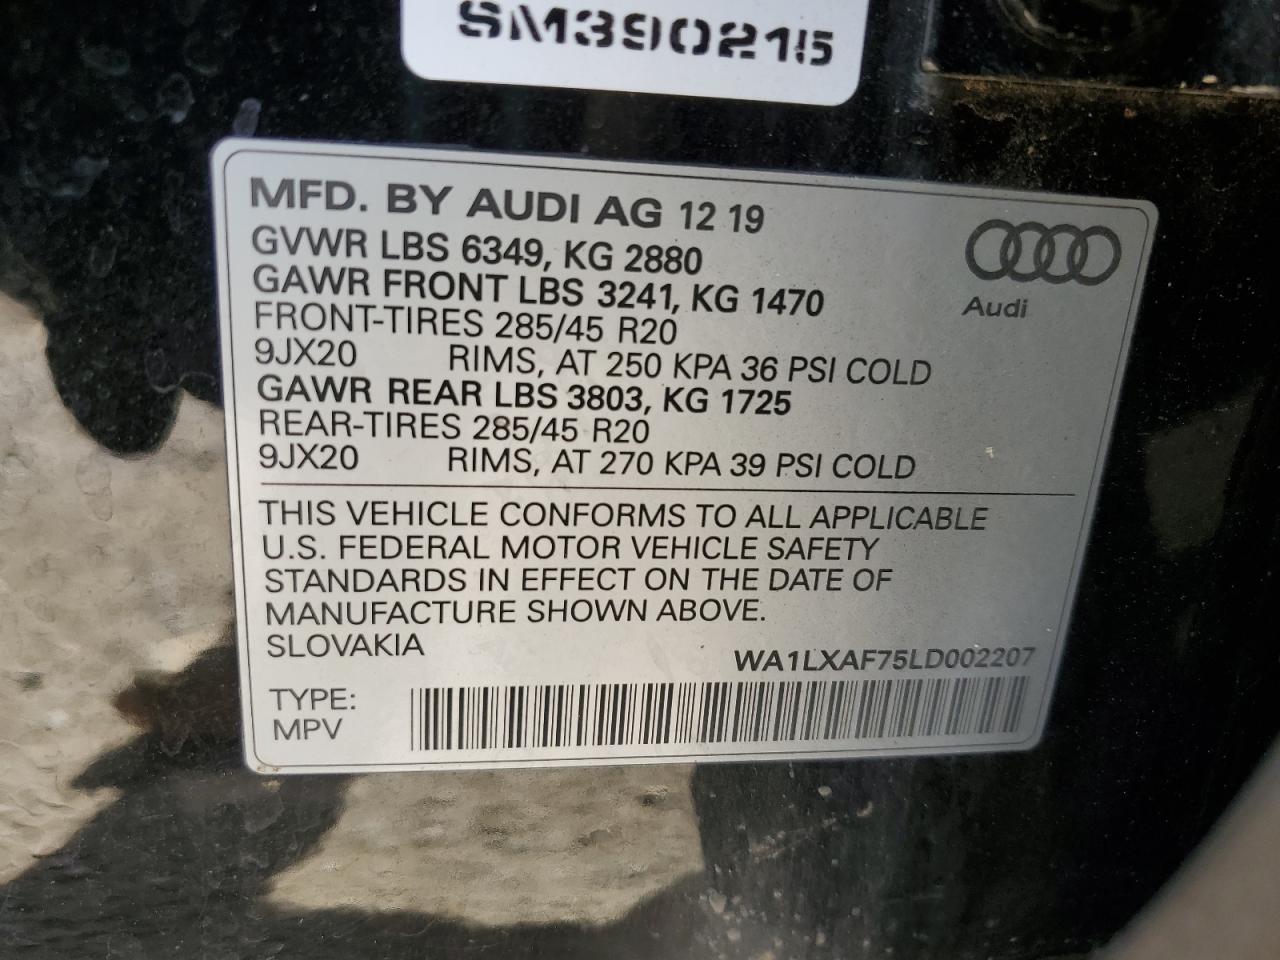 SM390215
MFD. BY AUDI AG 12 19
GVWR LBS 6349, KG 2880
GAWR FRONT LBS 3241, KG 1470
FRONT-TIRES 285/45 R20
9JX20 RIMS, AT 250 KPA 36 PSI COLD
GAWR REAR LBS 3803, KG 1725
REAR-TIRES 285/45 R20
9JX20 RIMS, AT 270 KPA 39 PSI COLD
Audi
THIS VEHICLE CONFORMS TO ALL APPLICABLE
U.S. FEDERAL MOTOR VEHICLE SAFETY
STANDARDS IN EFFECT ON THE DATE OF
MANUFACTURE SHOWN ABOVE.
SLOVAKIA
WA1LXAF75LD002207
TYPE:
MPV